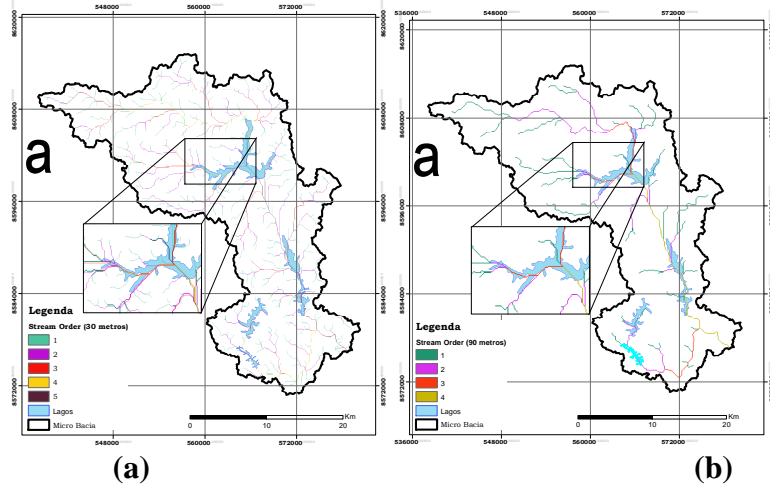 548000 560000 572000
8620000
8608000
8596000
8584000
8572000
a
Legenda
Stream Order (30 metros)
1
2
3
4
5
Lagos
Micro Bacia
Km
0 10 20
548000 560000 572000
(a)
536000 548000 560000 572000
8620000
8608000
8596000
8584000
8572000
a
Legenda
Stream Order (90 metros)
1
2
3
4
Lagos
Micro Bacia
Km
0 10 20
536000 548000 560000 572000
(b)